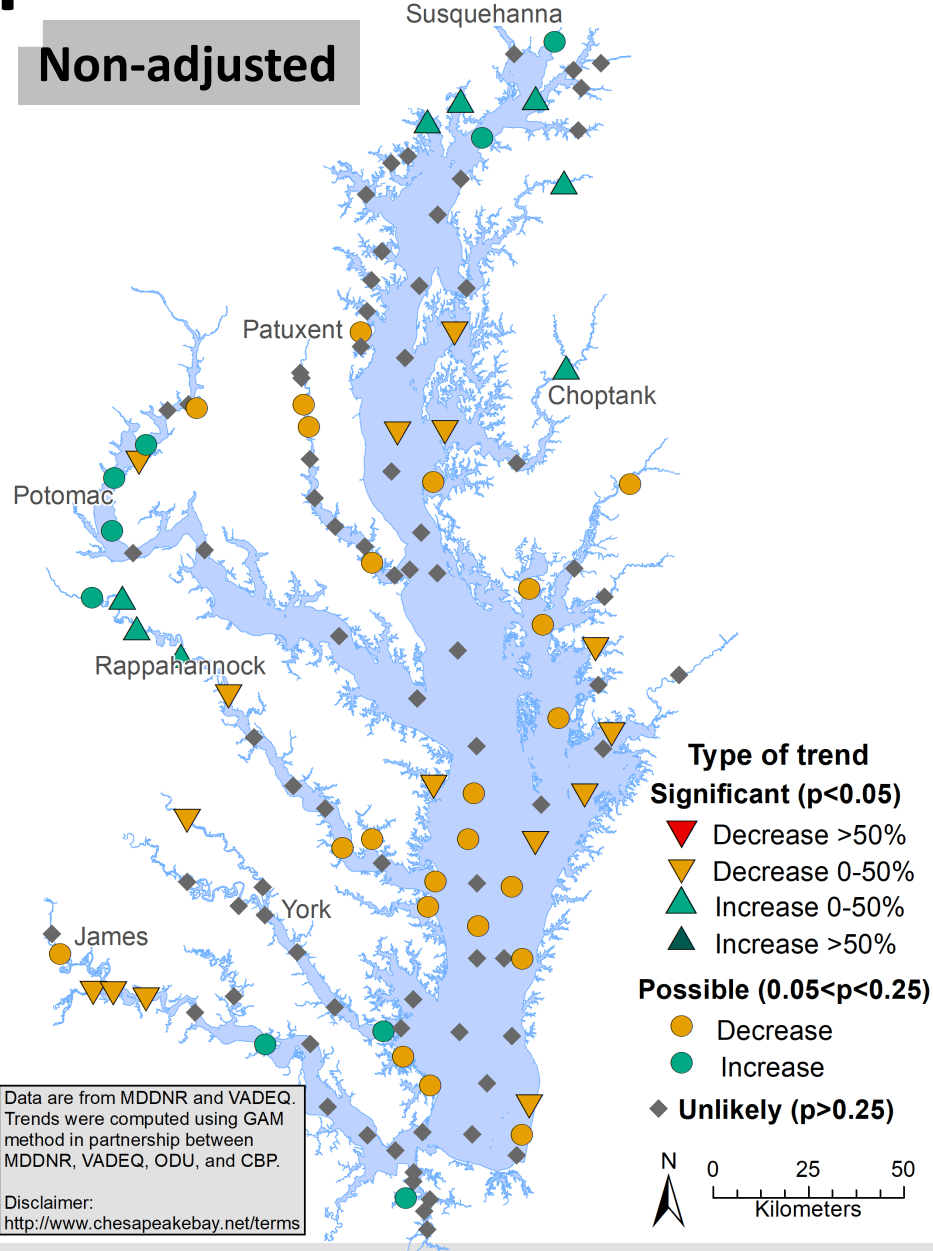 Susquehanna
Non-adjusted
Patuxent
Choptank
Potomac
Rappahannock
York
James
Type of trend
Significant (p<0.05)
Decrease >50%
Decrease 0-50%
Increase 0-50%
Increase >50%
Possible (0.05<p<0.25)
Decrease
Increase
Unlikely (p>0.25)
Data are from MDDNR and VADEQ.
Trends were computed using GAM
method in partnership between
MDDNR, VADEQ, ODU, and CBP.
Disclaimer:
http://www.chesapeakebay.net/terms
N
0 25 50
Kilometers